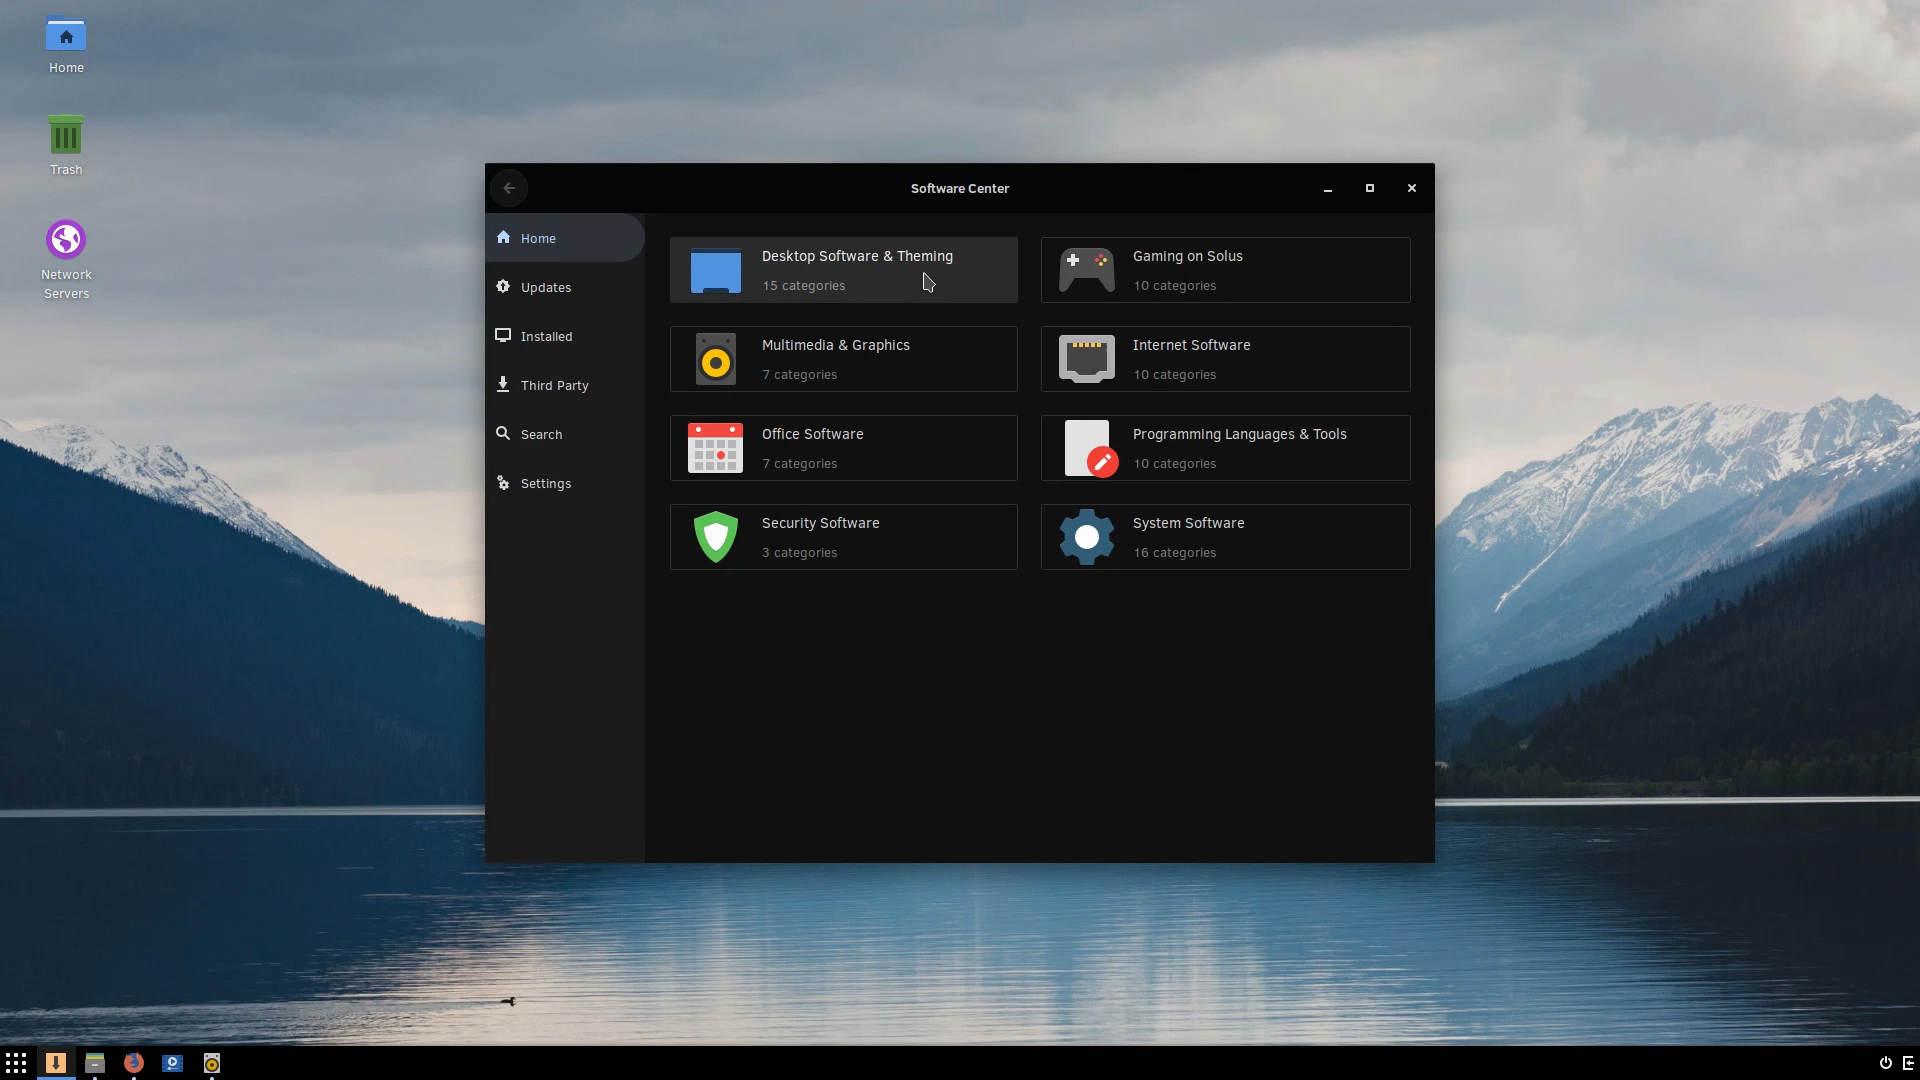 Home
Trash
Network
Servers
Software Center
Home
Updates
Installed
Third Party
Search
Settings
Desktop Software & Theming
15 categories
Gaming on Solus
10 categories
Multimedia & Graphics
7 categories
Internet Software
10 categories
Office Software
7 categories
Programming Languages & Tools
10 categories
Security Software
3 categories
System Software
16 categories